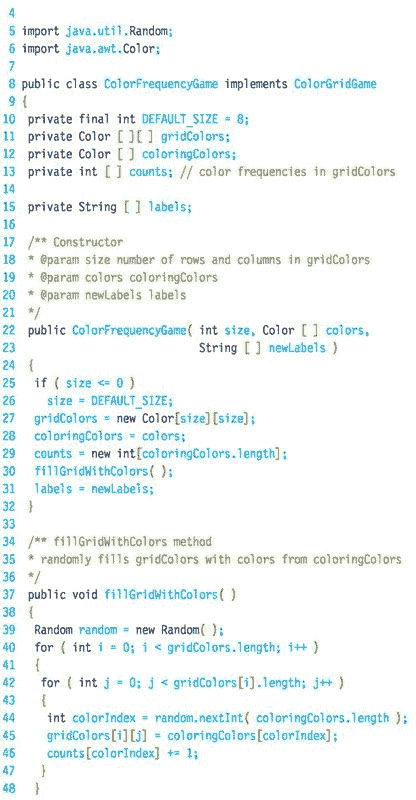 4
5 import java.util.Random;
6 import java.awt.Color;
7
8 public class ColorFrequencyGame implements ColorGridGame
9 {
10 private final int DEFAULT_SIZE = 8;
11 private Color [ ][ ] gridColors;
12 private Color [ ] coloringColors;
13 private int [ ] counts; // color frequencies in gridColors
14
15 private String [ ] labels;
16
17 /** Constructor
18 * @param size number of rows and columns in gridColors
19 * @param colors coloringColors
20 * @param newLabels labels
21 */
22 public ColorFrequencyGame( int size, Color [ ] colors,
23 String [ ] newLabels )
24 {
25 if ( size <= 0 )
26 size = DEFAULT_SIZE;
27 gridColors = new Color[size][size];
28 coloringColors = colors;
29 counts = new int[coloringColors.length];
30 fillGridWithColors( );
31 labels = newLabels;
32 }
33
34 /** fillGridWithColors method
35 * randomly fills gridColors with colors from coloringColors
36 */
37 public void fillGridWithColors( )
38 {
39 Random random = new Random( );
40 for ( int i = 0; i < gridColors.length; i++ )
41 {
42 for ( int j = 0; j < gridColors[i].length; j++ )
43 {
44 int colorIndex = random.nextInt( coloringColors.length );
45 gridColors[i][j] = coloringColors[colorIndex];
46 counts[colorIndex] += 1;
47 }
48 }